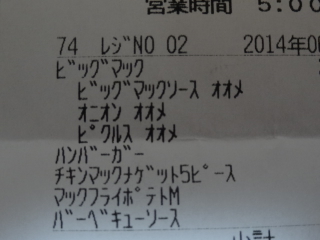 営業時間 5:00
74 ﾚｼﾞNO 02 2014年0
ﾋﾞｯｸﾞﾏｯｸ
ﾋﾞｯｸﾞﾏｯｸｿｰｽ ｵｵﾒ
ｵﾆｵﾝ ｵｵﾒ
ﾋﾟｸﾙｽ ｵｵﾒ
ﾊﾝﾊﾞｰｶﾞｰ
ﾁｷﾝﾏｯｸﾅｹﾞｯﾄ5ﾋﾟｰｽ
ﾏｯｸﾌﾗｲﾎﾟﾃﾄM
ﾊﾞｰﾍﾞｷｭｰｿｰｽ
小計